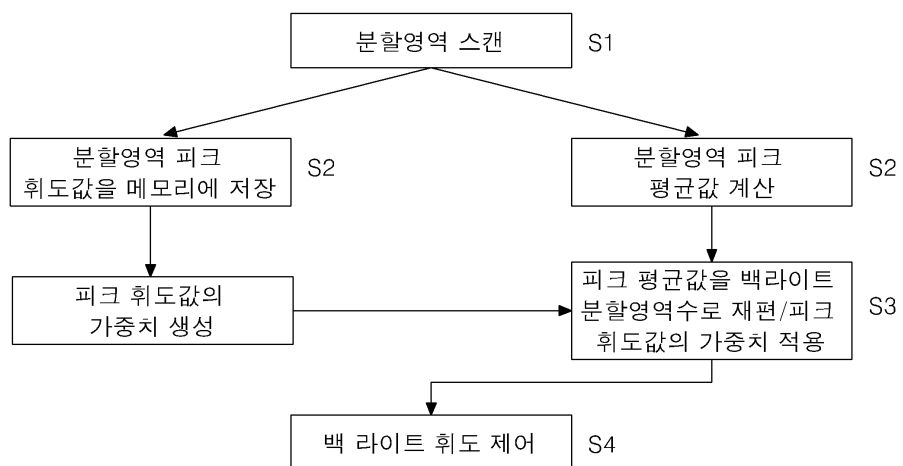 분할영역 스캔
S1
분할영역 피크
휘도값을 메모리에 저장
S2
분할영역 피크
평균값 계산
S2
피크 휘도값의
가중치 생성
피크 평균값을 백라이트
분할영역수로 재편/피크
휘도값의 가중치 적용
S3
백 라이트 휘도 제어
S4